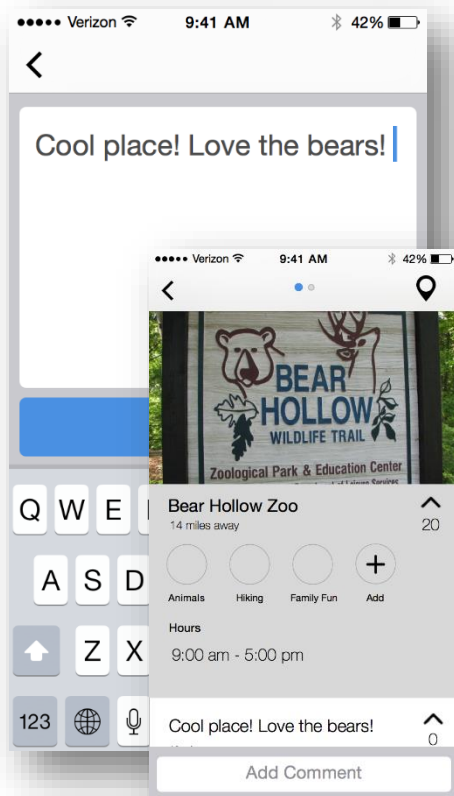 Verizon 9:41 AM 42%
Cool place! Love the bears!
Q W E
A S D
Z X
123
Verizon 9:41 AM 42%
BEAR
HOLLOW
WILDLIFE TRAIL
Zoological Park & Education Center
Bear Hollow Zoo
14 miles away
20
Animals Hiking Family Fun Add
Hours
9:00 am - 5:00 pm
Cool place! Love the bears!
0
Add Comment